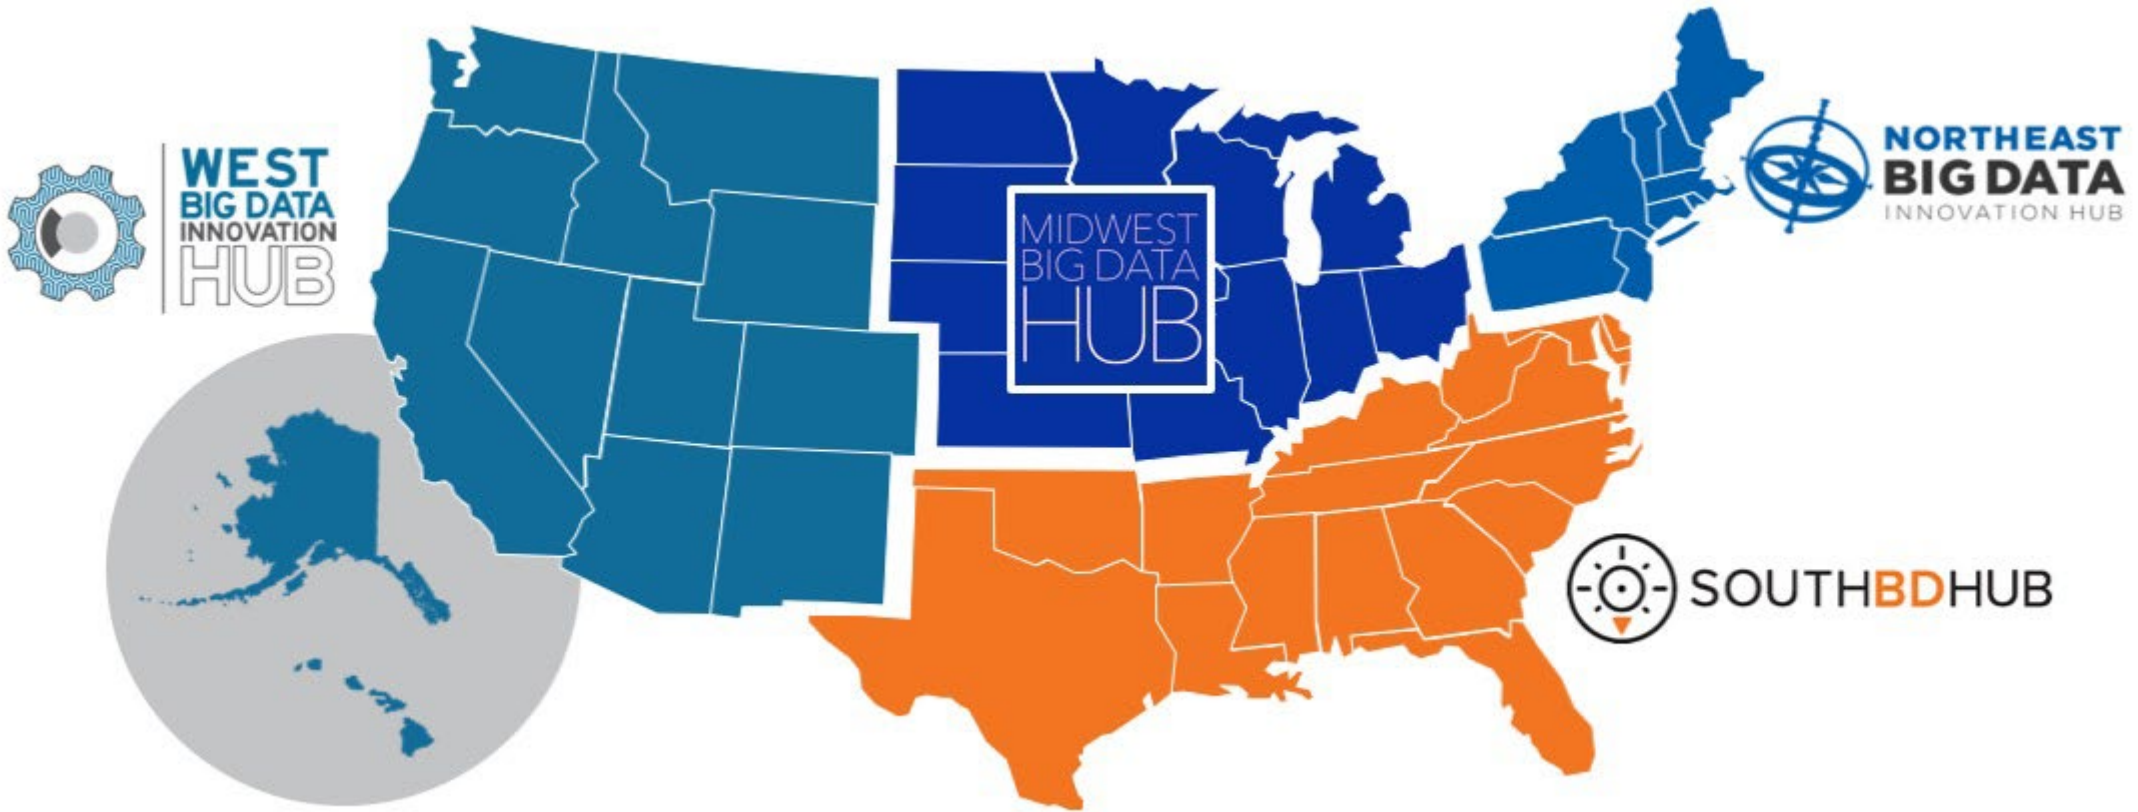 WEST
BIG DATA
INNOVATION
HUB
MIDWEST
BIG DATA
HUB
NORTHEAST
BIG DATA
INNOVATION HUB
SOUTHBDHUB